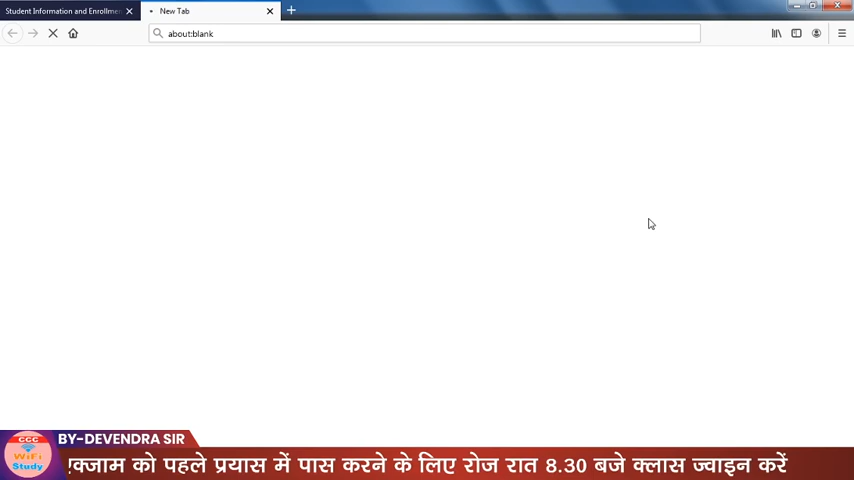 Student Information and Enrollme
New Tab
about:blank
CCC
WiFi
Study
BY-DEVENDRA SIR
एक्जाम को पहले प्रयास में पास करने के लिए रोज रात 8.30 बजे क्लास ज्वाइन करें